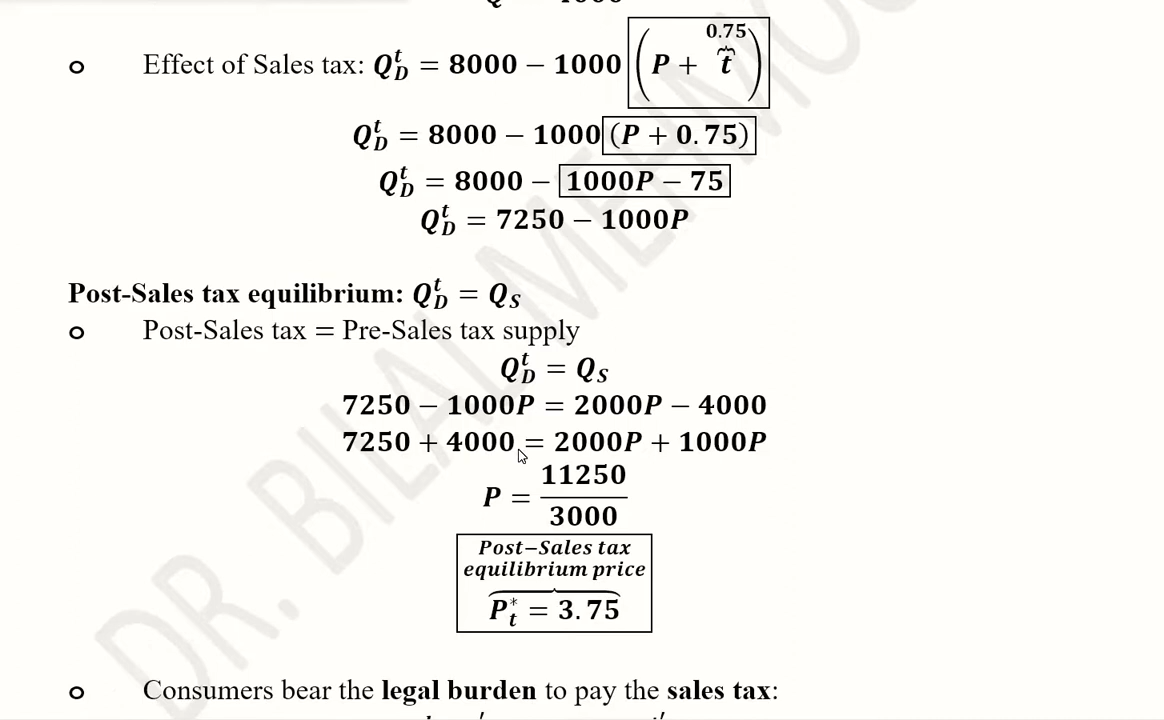 o Effect of Sales tax: Q_D^t = 8000 − 1000 (P + t) 0.75
Q_D^t = 8000 − 1000(P + 0.75)
Q_D^t = 8000 − 1000P − 75
Q_D^t = 7250 − 1000P
Post-Sales tax equilibrium: Q_D^t = Q_S
o Post-Sales tax = Pre-Sales tax supply
Q_D^t = Q_S
7250 − 1000P = 2000P − 4000
7250 + 4000 = 2000P + 1000P
P = 11250 / 3000
Post−Sales tax
equilibrium price
P_t^* = 3.75
o Consumers bear the legal burden to pay the sales tax:
DR. BILAL